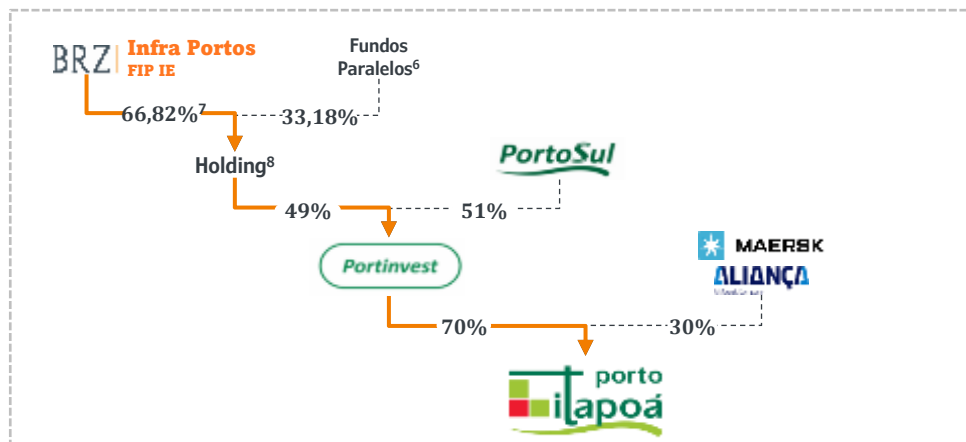 BRZ
Infra Portos
FIP IE
Fundos
Paralelos⁶
66,82%⁷
33,18%
Holding⁸
PortoSul
49%
51%
Portinvest
MAERSK
ALIANÇA
70%
30%
porto
itapoá